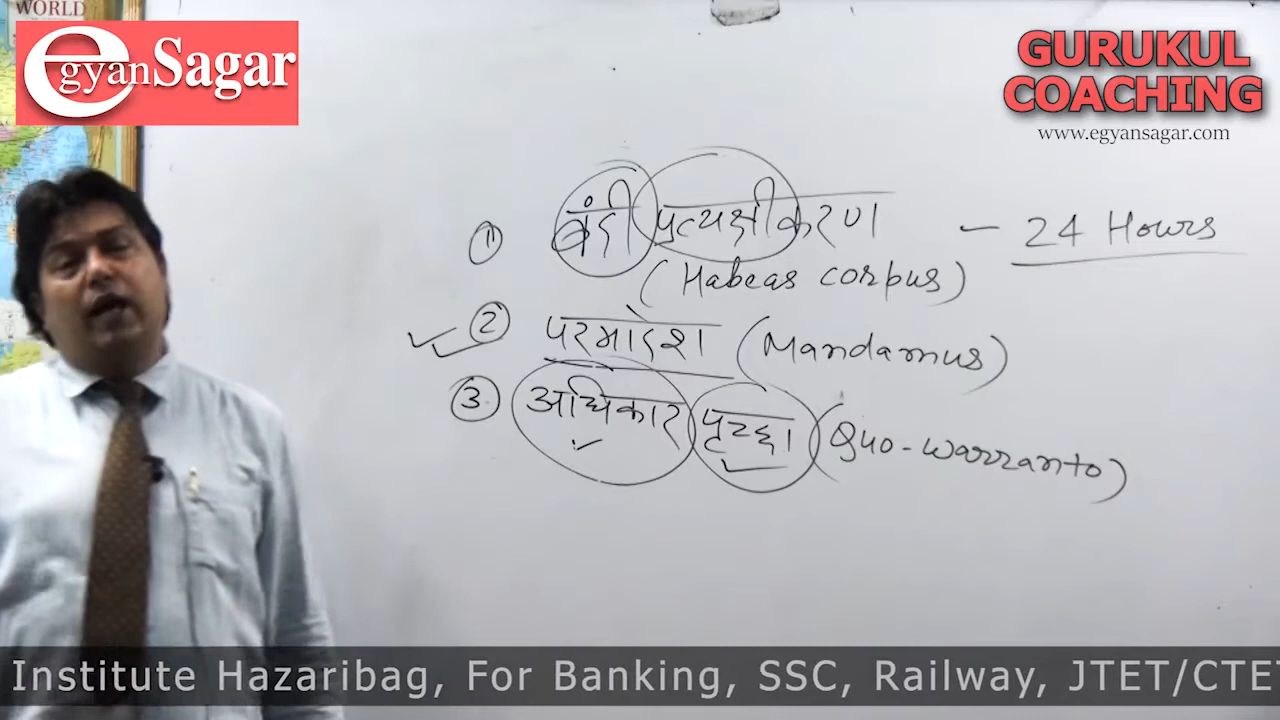 WORLD
egyanSagar
GURUKUL
COACHING
www.egyansagar.com
① बंदी प्रत्यक्षीकरण - 24 Hours
(Habeas corpus)
② परमादेश (Mandamus)
③ अधिकार पृच्छा (Quo-warranto)
Institute Hazaribag, For Banking, SSC, Railway, JTET/CTET